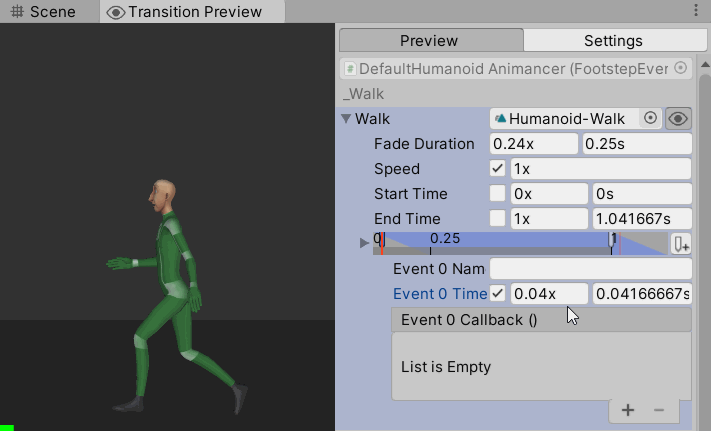 Scene
Transition Preview
Preview
Settings
DefaultHumanoid Animancer (FootstepEver
_Walk
Walk
Humanoid-Walk
Fade Duration 0.24x 0.25s
Speed 1x
Start Time 0x 0s
End Time 1x 1.041667s
0 0.25 1
Event 0 Nam
Event 0 Time 0.04x 0.04166667s
Event 0 Callback ()
List is Empty